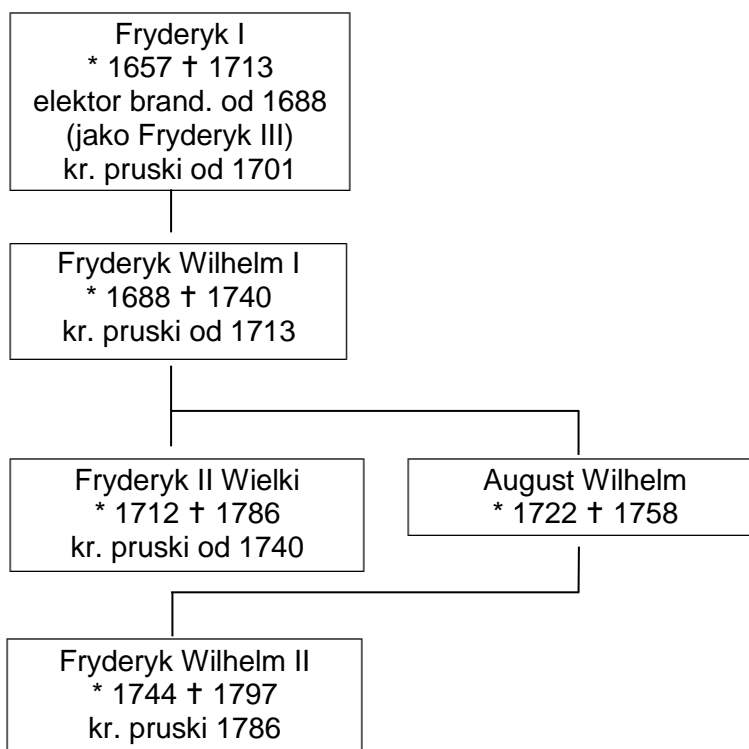 Fryderyk I
* 1657 † 1713
elektor brand. od 1688
(jako Fryderyk III)
kr. pruski od 1701
Fryderyk Wilhelm I
* 1688 † 1740
kr. pruski od 1713
Fryderyk II Wielki
* 1712 † 1786
kr. pruski od 1740
August Wilhelm
* 1722 † 1758
Fryderyk Wilhelm II
* 1744 † 1797
kr. pruski 1786